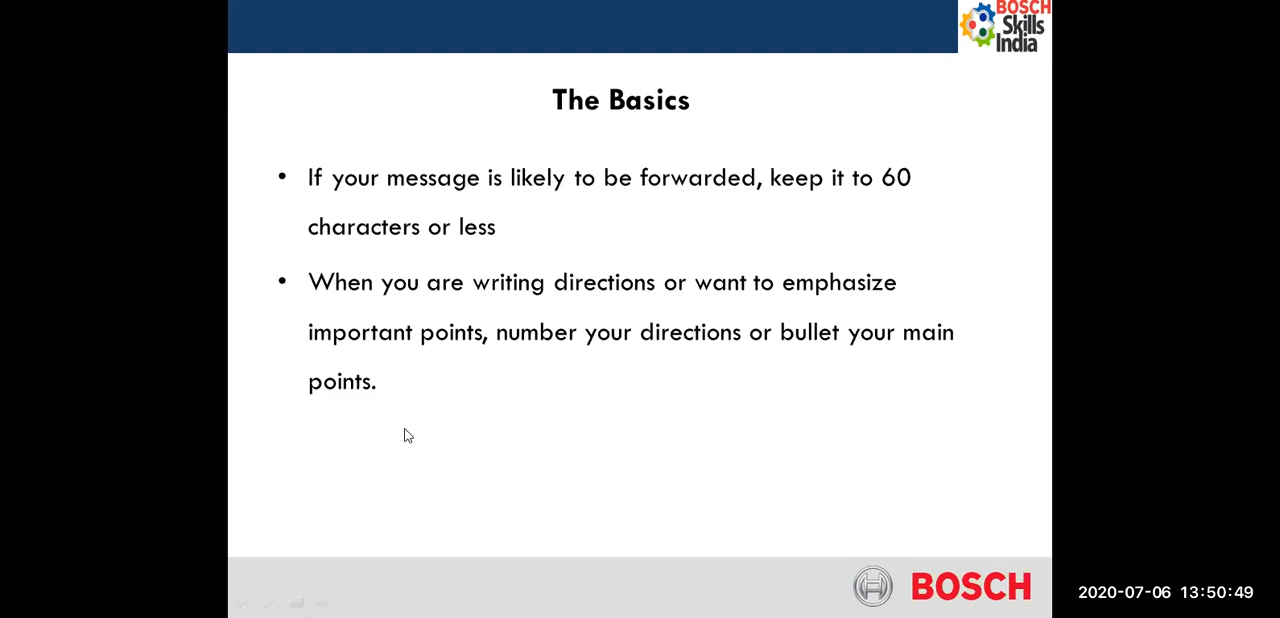 BOSCH
Skills
India
The Basics
• If your message is likely to be forwarded, keep it to 60
characters or less
• When you are writing directions or want to emphasize
important points, number your directions or bullet your main
points.
BOSCH
2020-07-06 13:50:49